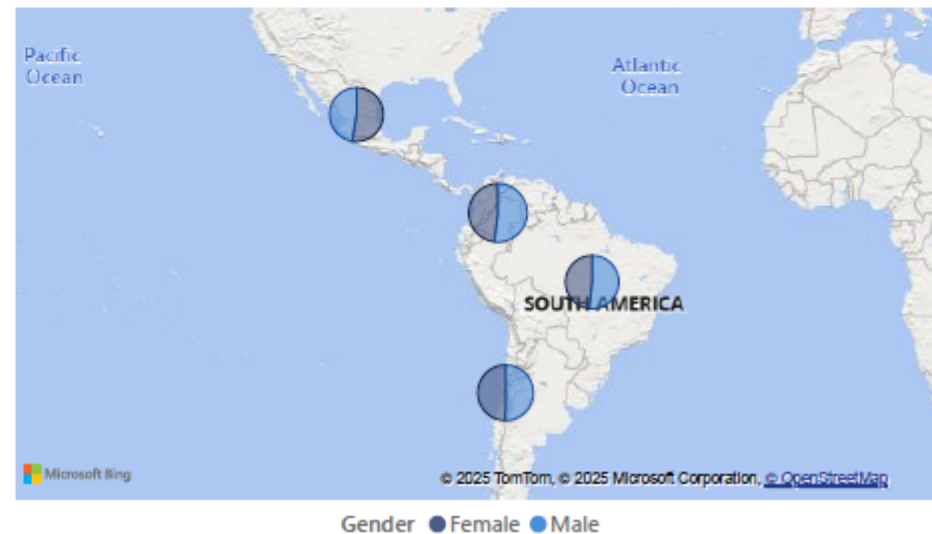 Pacific
Ocean
Atlantic
Ocean
SOUTH AMERICA
Microsoft Bing
© 2025 TomTom, © 2025 Microsoft Corporation, © OpenStreetMap
Gender Female Male